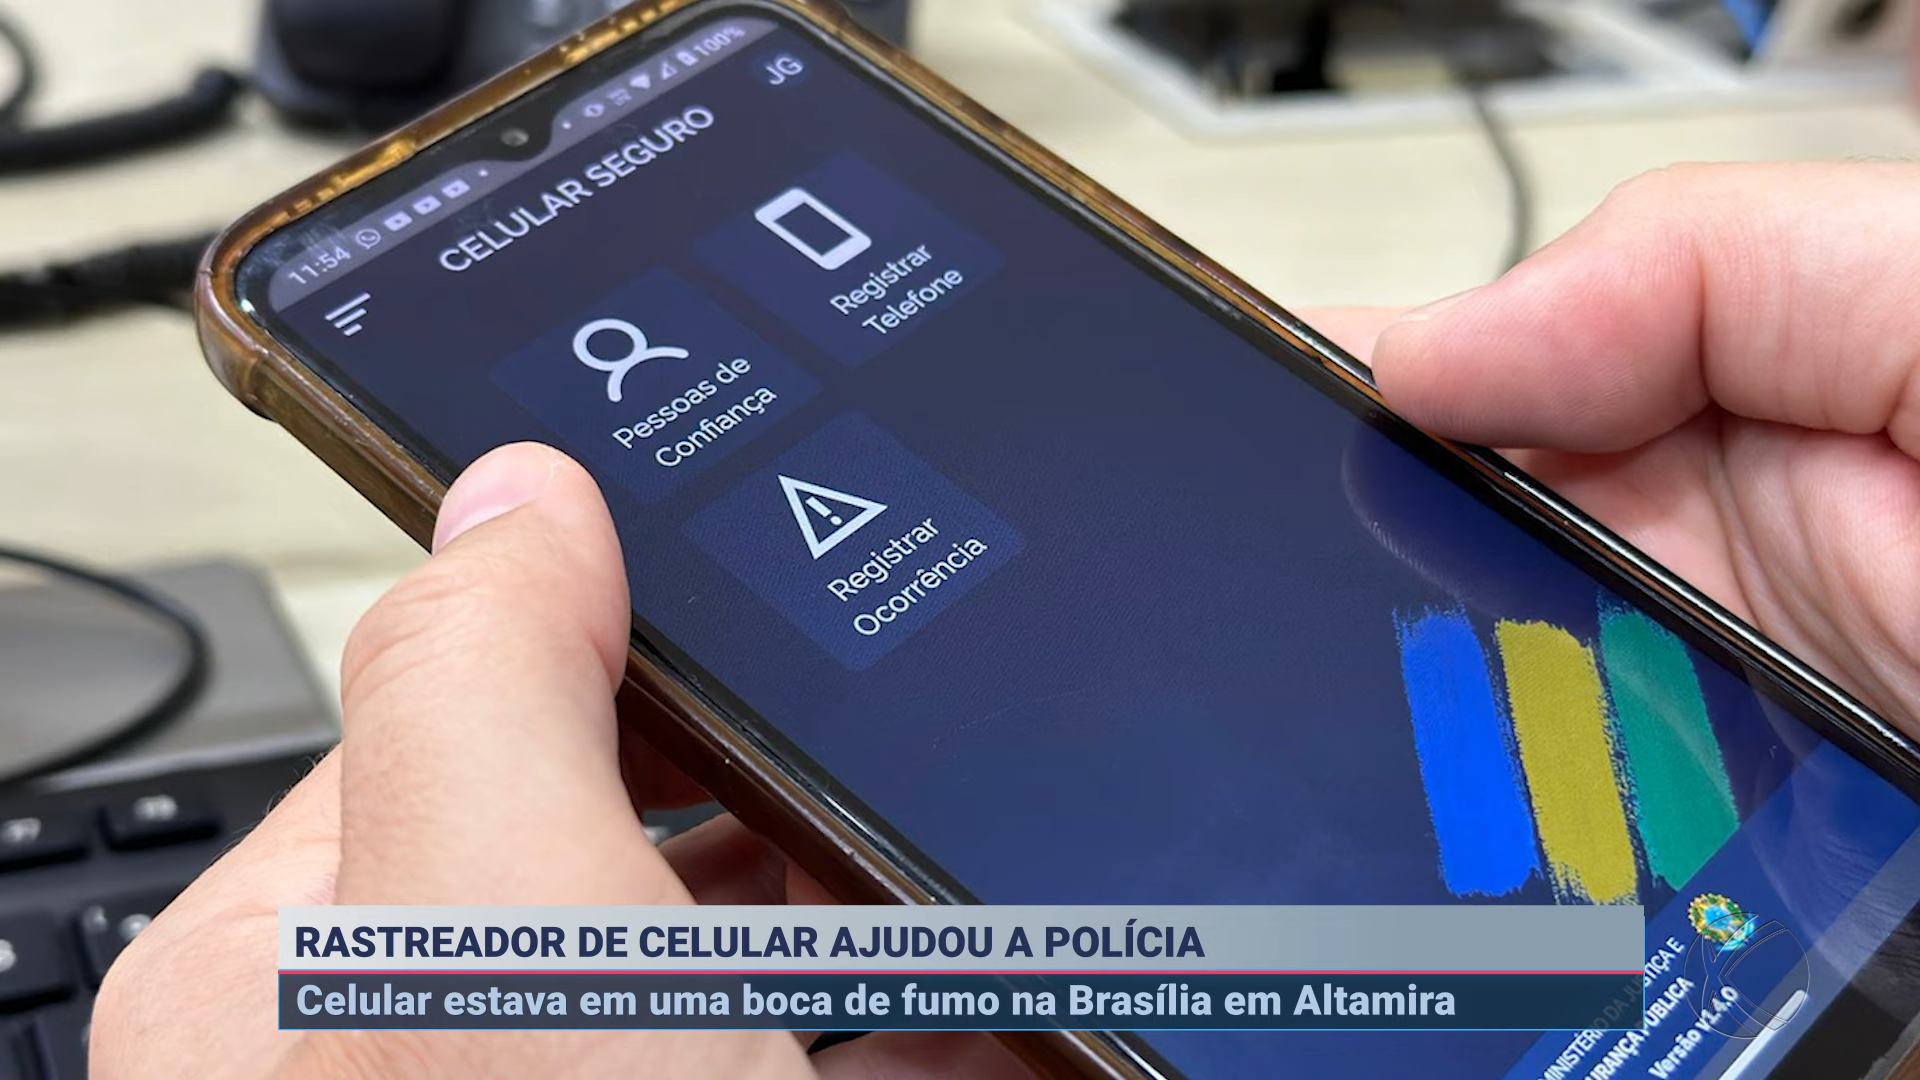 11:54
100%
JG
CELULAR SEGURO
Registrar
Telefone
Pessoas de
Confiança
Registrar
Ocorrência
MINISTÉRIO DA JUSTIÇA E
SEGURANÇA PÚBLICA
Versão v1.4.0
RASTREADOR DE CELULAR AJUDOU A POLÍCIA
Celular estava em uma boca de fumo na Brasília em Altamira